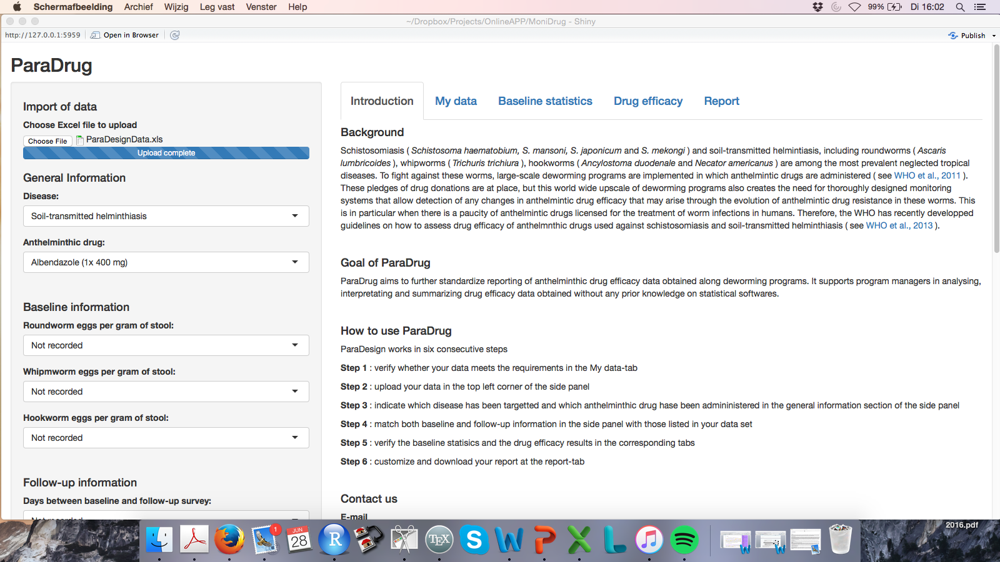 Schermafbeelding Archief Wijzig Leg vast Venster Help 99% Di 16:02
~/Dropbox/Projects/OnlineAPP/MoniDrug - Shiny
http://127.0.0.1:5959 Open in Browser Publish
ParaDrug
Import of data
Choose Excel file to upload
Choose File ParaDesignData.xls
Upload complete
General Information
Disease:
Soil-transmitted helminthiasis
Anthelminthic drug:
Albendazole (1x 400 mg)
Baseline information
Roundworm eggs per gram of stool:
Not recorded
Whipmworm eggs per gram of stool:
Not recorded
Hookworm eggs per gram of stool:
Not recorded
Follow-up information
Days between baseline and follow-up survey:
Not recorded
Introduction My data Baseline statistics Drug efficacy Report
Background
Schistosomiasis ( Schistosoma haematobium, S. mansoni, S. japonicum and S. mekongi ) and soil-transmitted helmintiasis, including roundworms ( Ascaris
lumbricoides ), whipworms ( Trichuris trichiura ), hookworms ( Ancylostoma duodenale and Necator americanus ) are among the most prevalent neglected tropical
diseases. To fight against these worms, large-scale deworming programs are implemented in which anthelmintic drugs are administered ( see WHO et al., 2011 ).
These pledges of drug donations are at place, but this world wide upscale of deworming programs also creates the need for thoroughly designed monitoring
systems that allow detection of any changes in anthelmintic drug efficacy that may arise through the evolution of anthelmintic drug resistance in these worms. This
is in particular when there is a paucity of anthelmintic drugs licensed for the treatment of worm infections in humans. Therefore, the WHO has recently developped
guidelines on how to assess drug efficacy of anthelmnthic drugs used against schistosomiasis and soil-transmitted helminthiasis ( see WHO et al., 2013 ).
Goal of ParaDrug
ParaDrug aims to further standardize reporting of anthelminthic drug efficacy data obtained along deworming programs. It supports program managers in analysing,
interpretating and summarizing drug efficacy data obtained without any prior knowledge on statistical softwares.
How to use ParaDrug
ParaDesign works in six consecutive steps
Step 1 : verify whether your data meets the requirements in the My data-tab
Step 2 : upload your data in the top left corner of the side panel
Step 3 : indicate which disease has been targetted and which anthelminthic drug hase been admininistered in the general information section of the side panel
Step 4 : match both baseline and follow-up information in the side panel with those listed in your data set
Step 5 : verify the baseline statisics and the drug efficacy results in the corresponding tabs
Step 6 : customize and download your report at the report-tab
Contact us
E-mail
2016.pdf
1
JUN
28
R
TEX
S
W
P
X
L
W
W